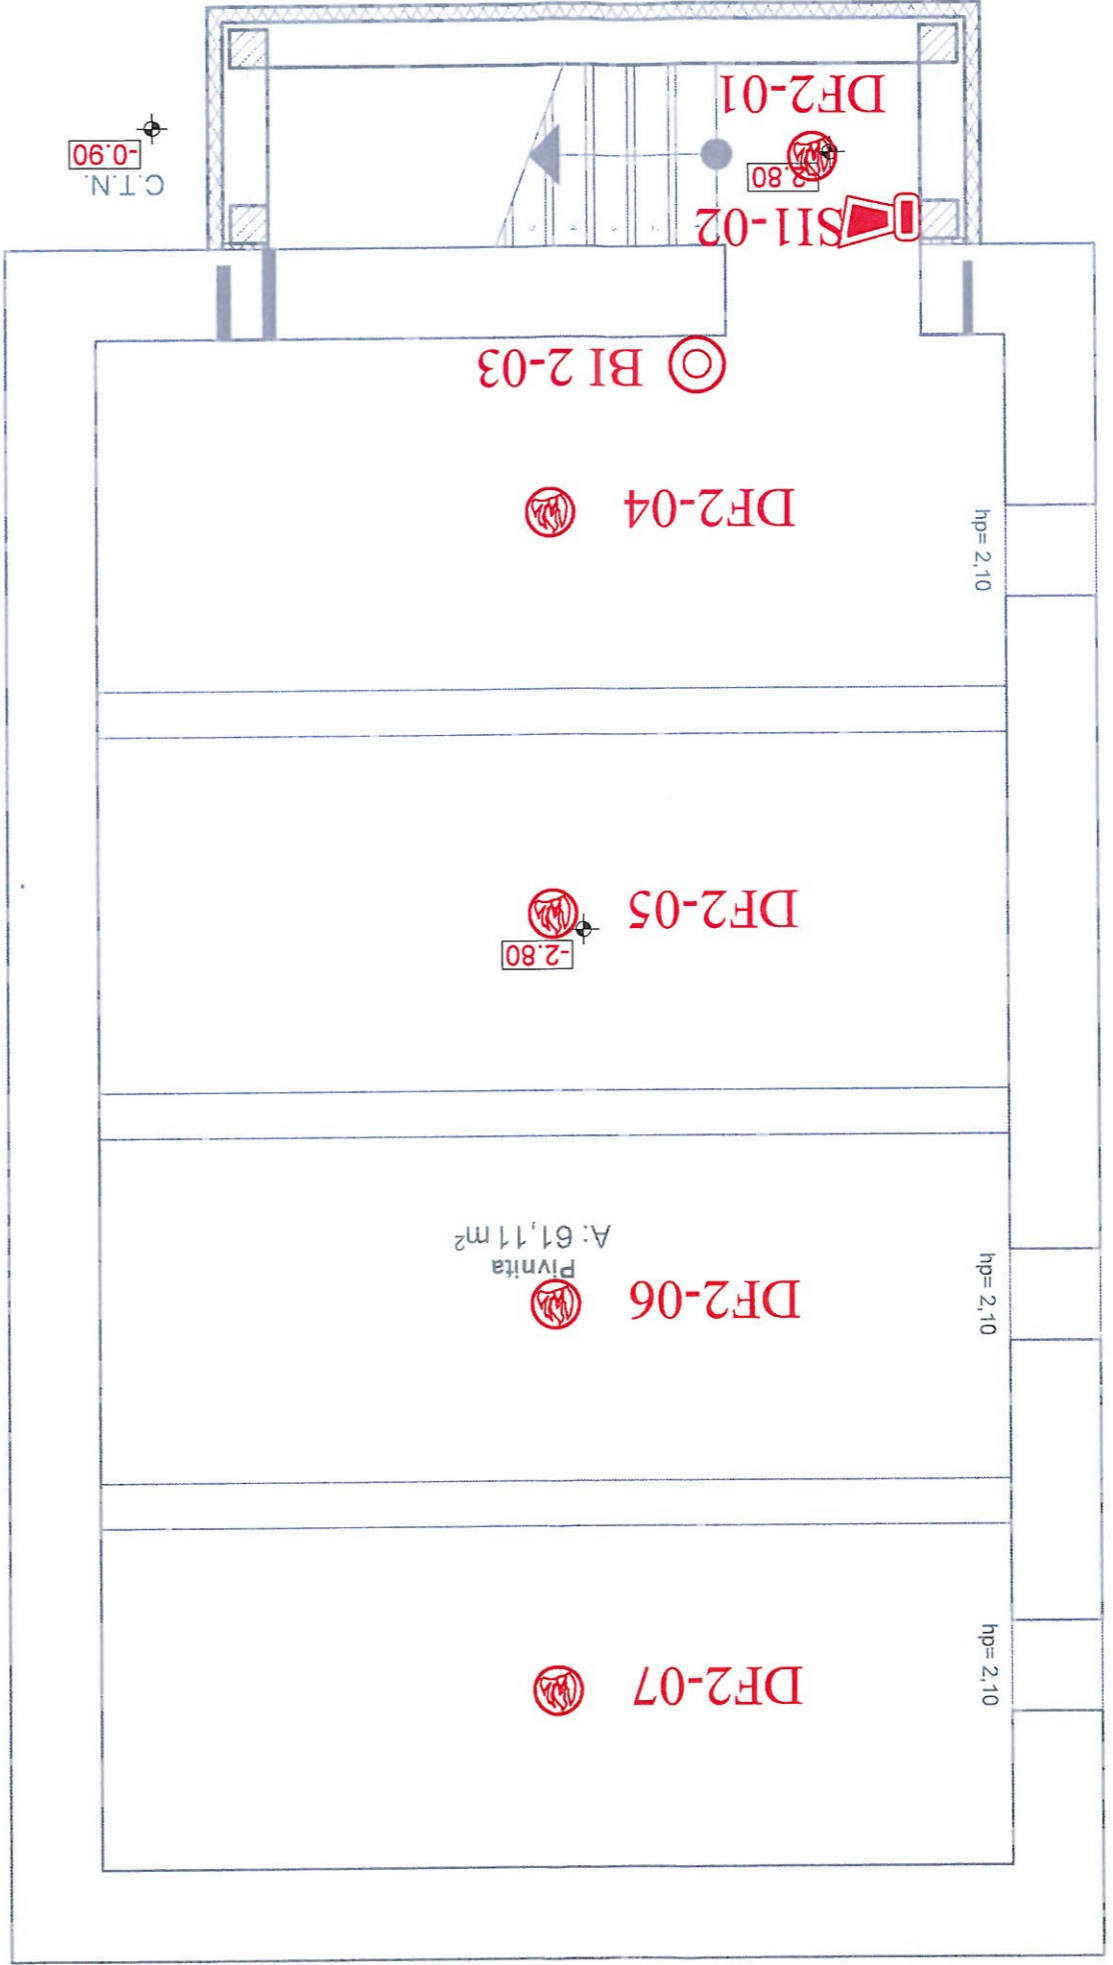 hp= 2,10
DF2-07
hp= 2,10
DF2-06
Pivnita
A: 61,11 m²
-2.80
DF2-05
hp= 2,10
DF2-04
BI 2-03
SI1-02
C.T.N.
-0.90
-2.80
DF2-01